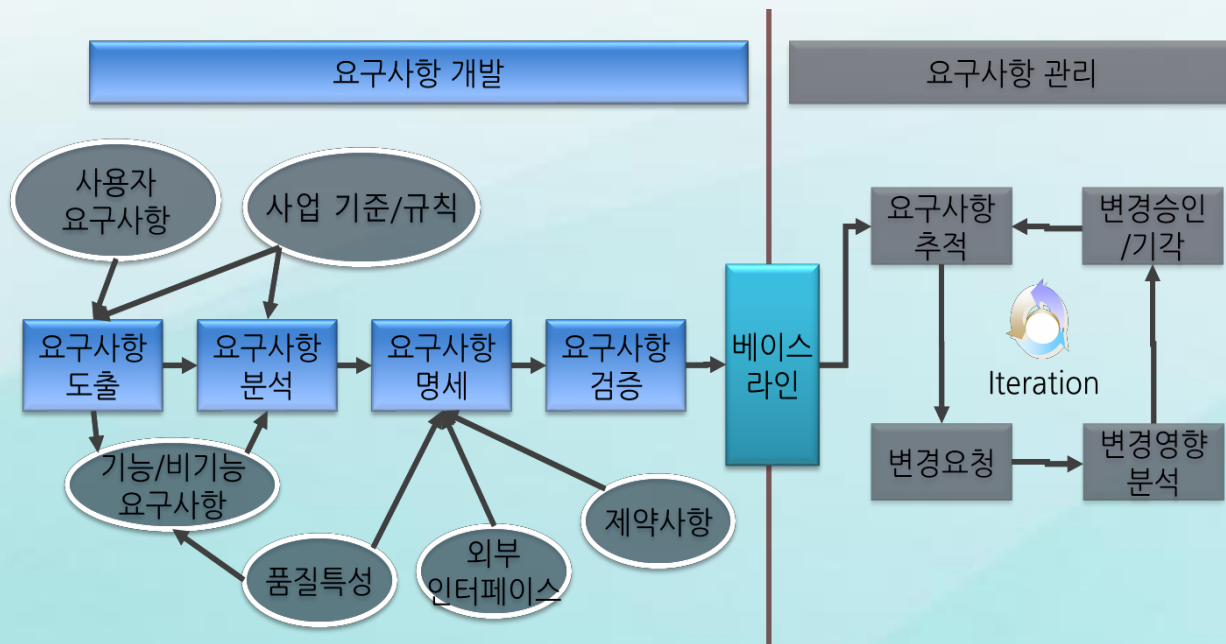 요구사항 개발
요구사항 관리
사용자
요구사항
사업 기준/규칙
요구사항
추적
변경승인
/기각
요구사항
도출
요구사항
분석
요구사항
명세
요구사항
검증
베이스
라인
Iteration
기능/비기능
요구사항
변경요청
변경영향
분석
품질특성
외부
인터페이스
제약사항